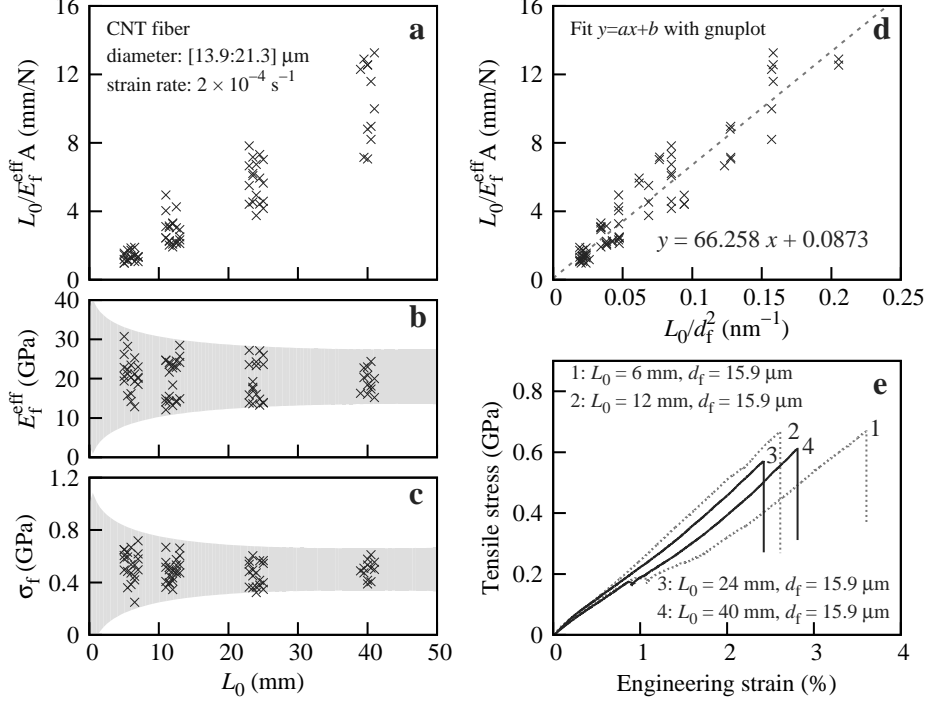 a
CNT fiber
diameter: [13.9:21.3] μm
strain rate: 2 × 10⁻⁴ s⁻¹
L₀/E_f^eff A (mm/N)
16
12
8
4
0
b
E_f^eff (GPa)
40
30
20
10
0
c
σ_f (GPa)
1.2
0.8
0.4
0
0 10 20 30 40 50
L₀ (mm)
d
Fit y=ax+b with gnuplot
L₀/E_f^eff A (mm/N)
16
12
8
4
0
y = 66.258 x + 0.0873
0 0.05 0.1 0.15 0.2 0.25
L₀/d_f² (nm⁻¹)
e
1: L₀ = 6 mm, d_f = 15.9 μm
2: L₀ = 12 mm, d_f = 15.9 μm
Tensile stress (GPa)
0.8
0.6
0.4
0.2
0
2
1
3
4
3: L₀ = 24 mm, d_f = 15.9 μm
4: L₀ = 40 mm, d_f = 15.9 μm
0 1 2 3 4
Engineering strain (%)